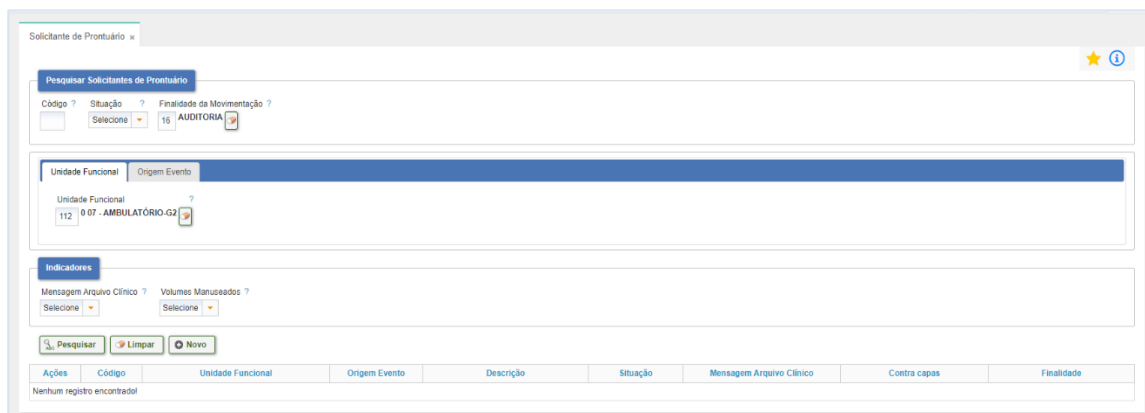 Solicitante de Prontuário ×
Pesquisar Solicitantes de Prontuário
Código ? Situação ? Finalidade da Movimentação ?
Selecione 16 AUDITORIA
Unidade Funcional Origem Evento
Unidade Funcional ?
112 0 07 - AMBULATÓRIO-G2
Indicadores
Mensagem Arquivo Clínico ? Volumes Manuseados ?
Selecione Selecione
Pesquisar Limpar Novo
Ações Código Unidade Funcional Origem Evento Descrição Situação Mensagem Arquivo Clínico Contra capas Finalidade
Nenhum registro encontrado!